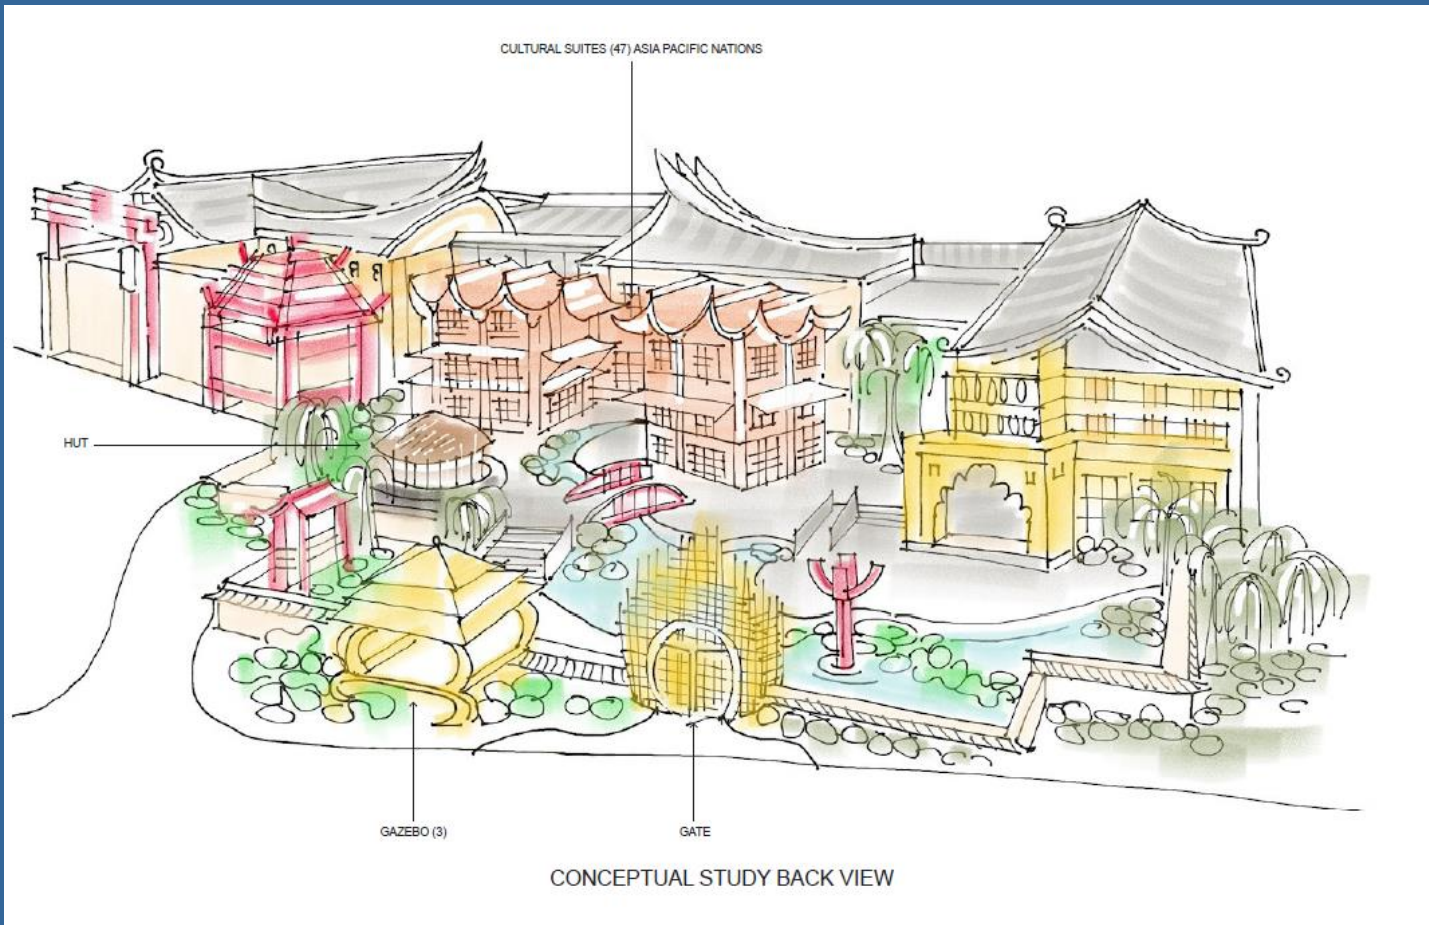 CULTURAL SUITES (47) ASIA PACIFIC NATIONS
HUT
GAZEBO (3)
GATE
CONCEPTUAL STUDY BACK VIEW